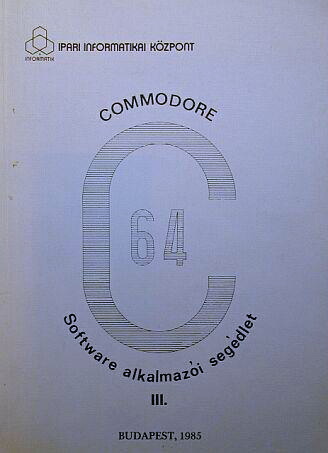 IPARI INFORMATIKAI KÖZPONT
INFORMATIK
COMMODORE
C
64
Software alkalmazói segédlet
III.
BUDAPEST, 1985